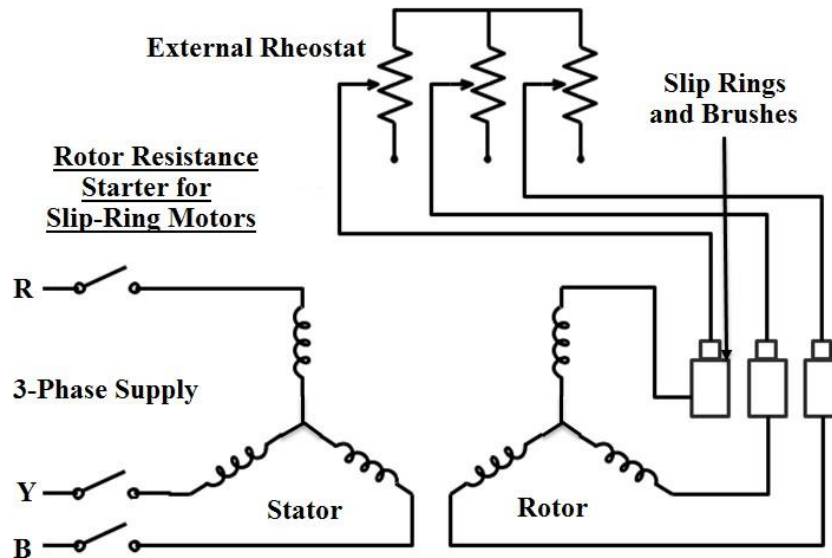 External Rheostat
Slip Rings
and Brushes
Rotor Resistance
Starter for
Slip-Ring Motors
R
3-Phase Supply
Y
Stator
Rotor
B